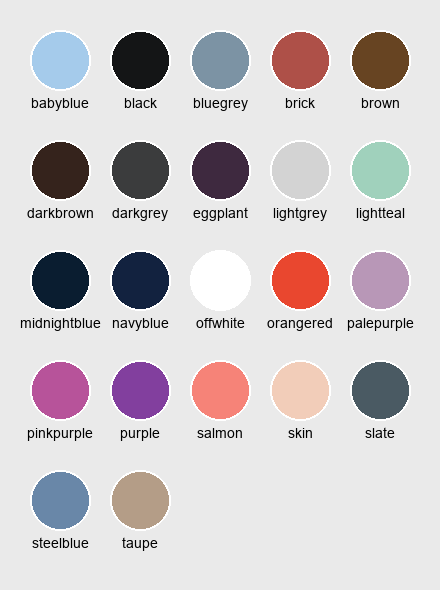 babyblue black bluegrey brick brown
darkbrown darkgrey eggplant lightgrey lightteal
midnightblue navyblue offwhite orangered palepurple
pinkpurple purple salmon skin slate
steelblue taupe